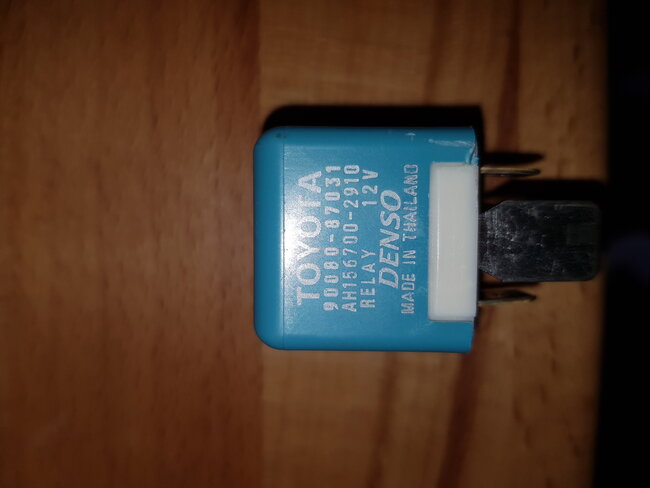 TOYOTA
90080-87031
AH156700-2910
RELAY 12V
DENSO
MADE IN THAILAND